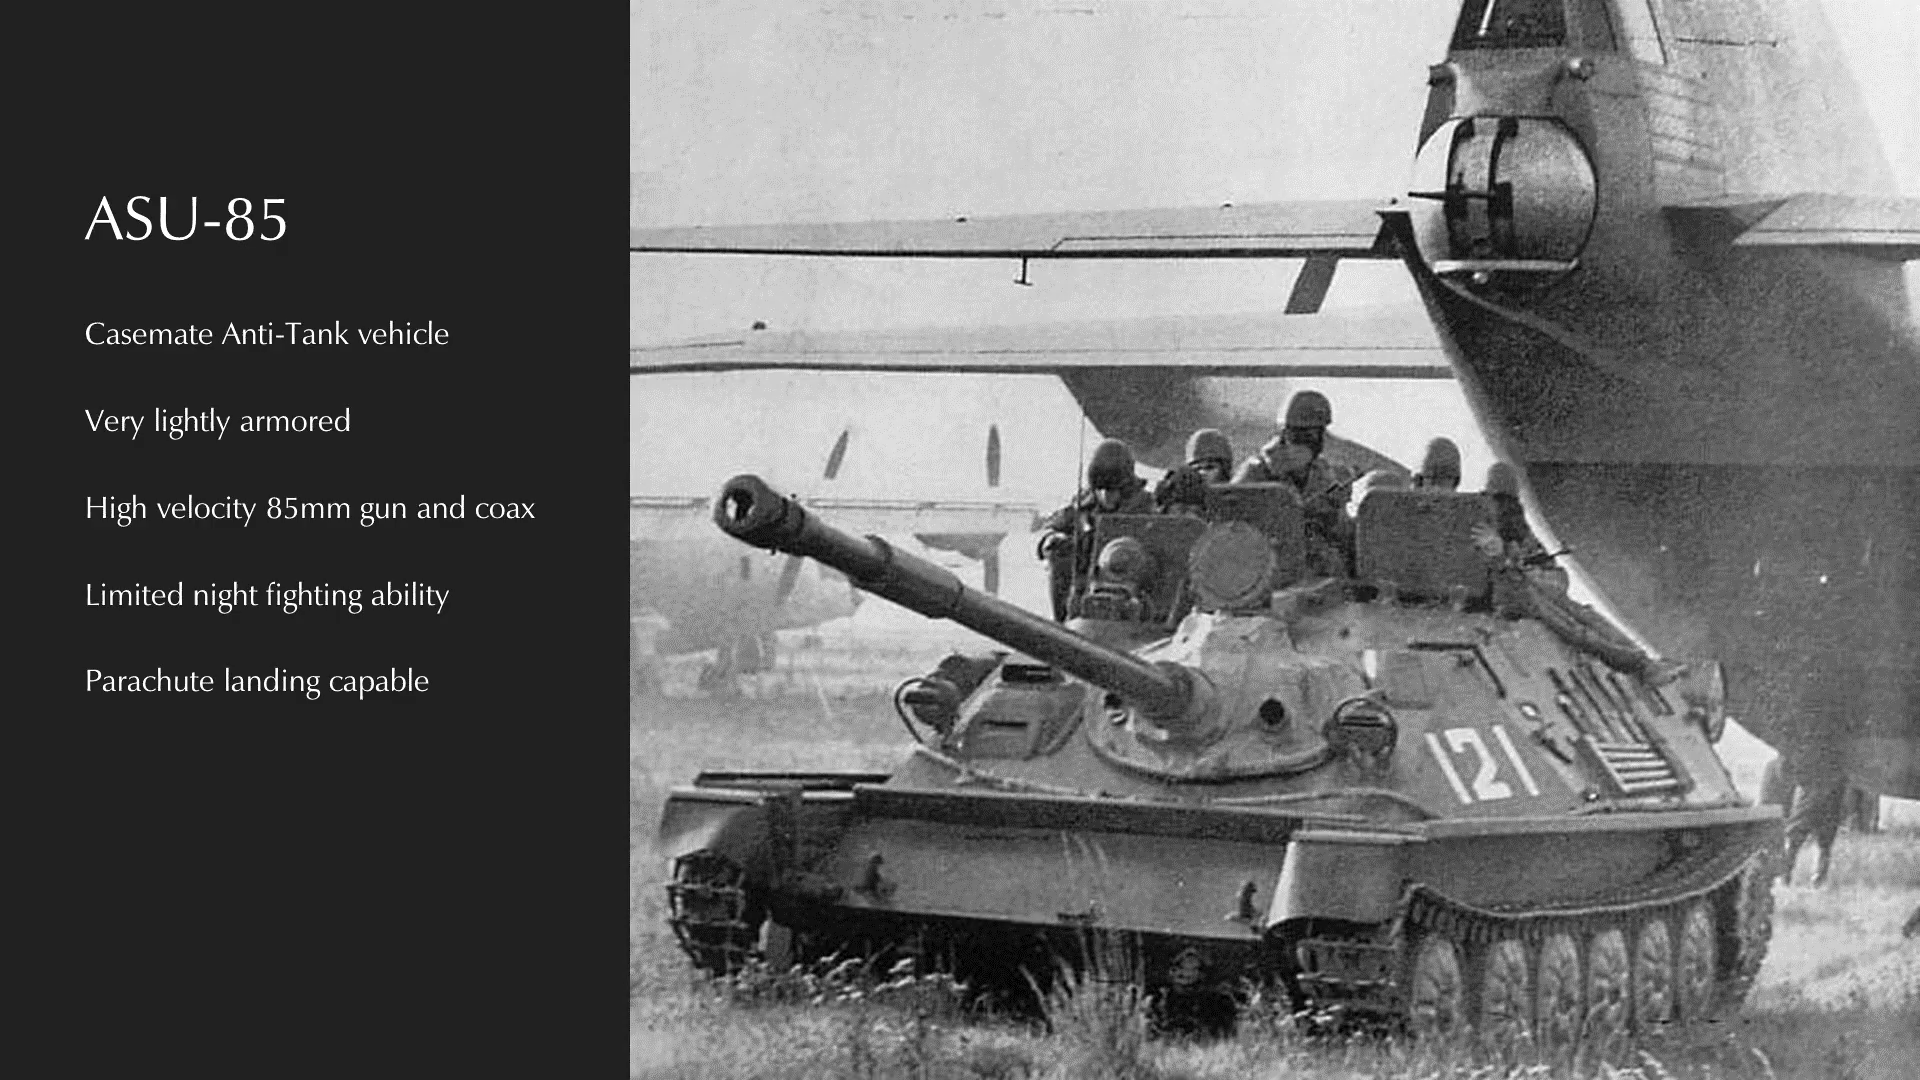 ASU-85
Casemate Anti-Tank vehicle
Very lightly armored
High velocity 85mm gun and coax
Limited night fighting ability
Parachute landing capable
121